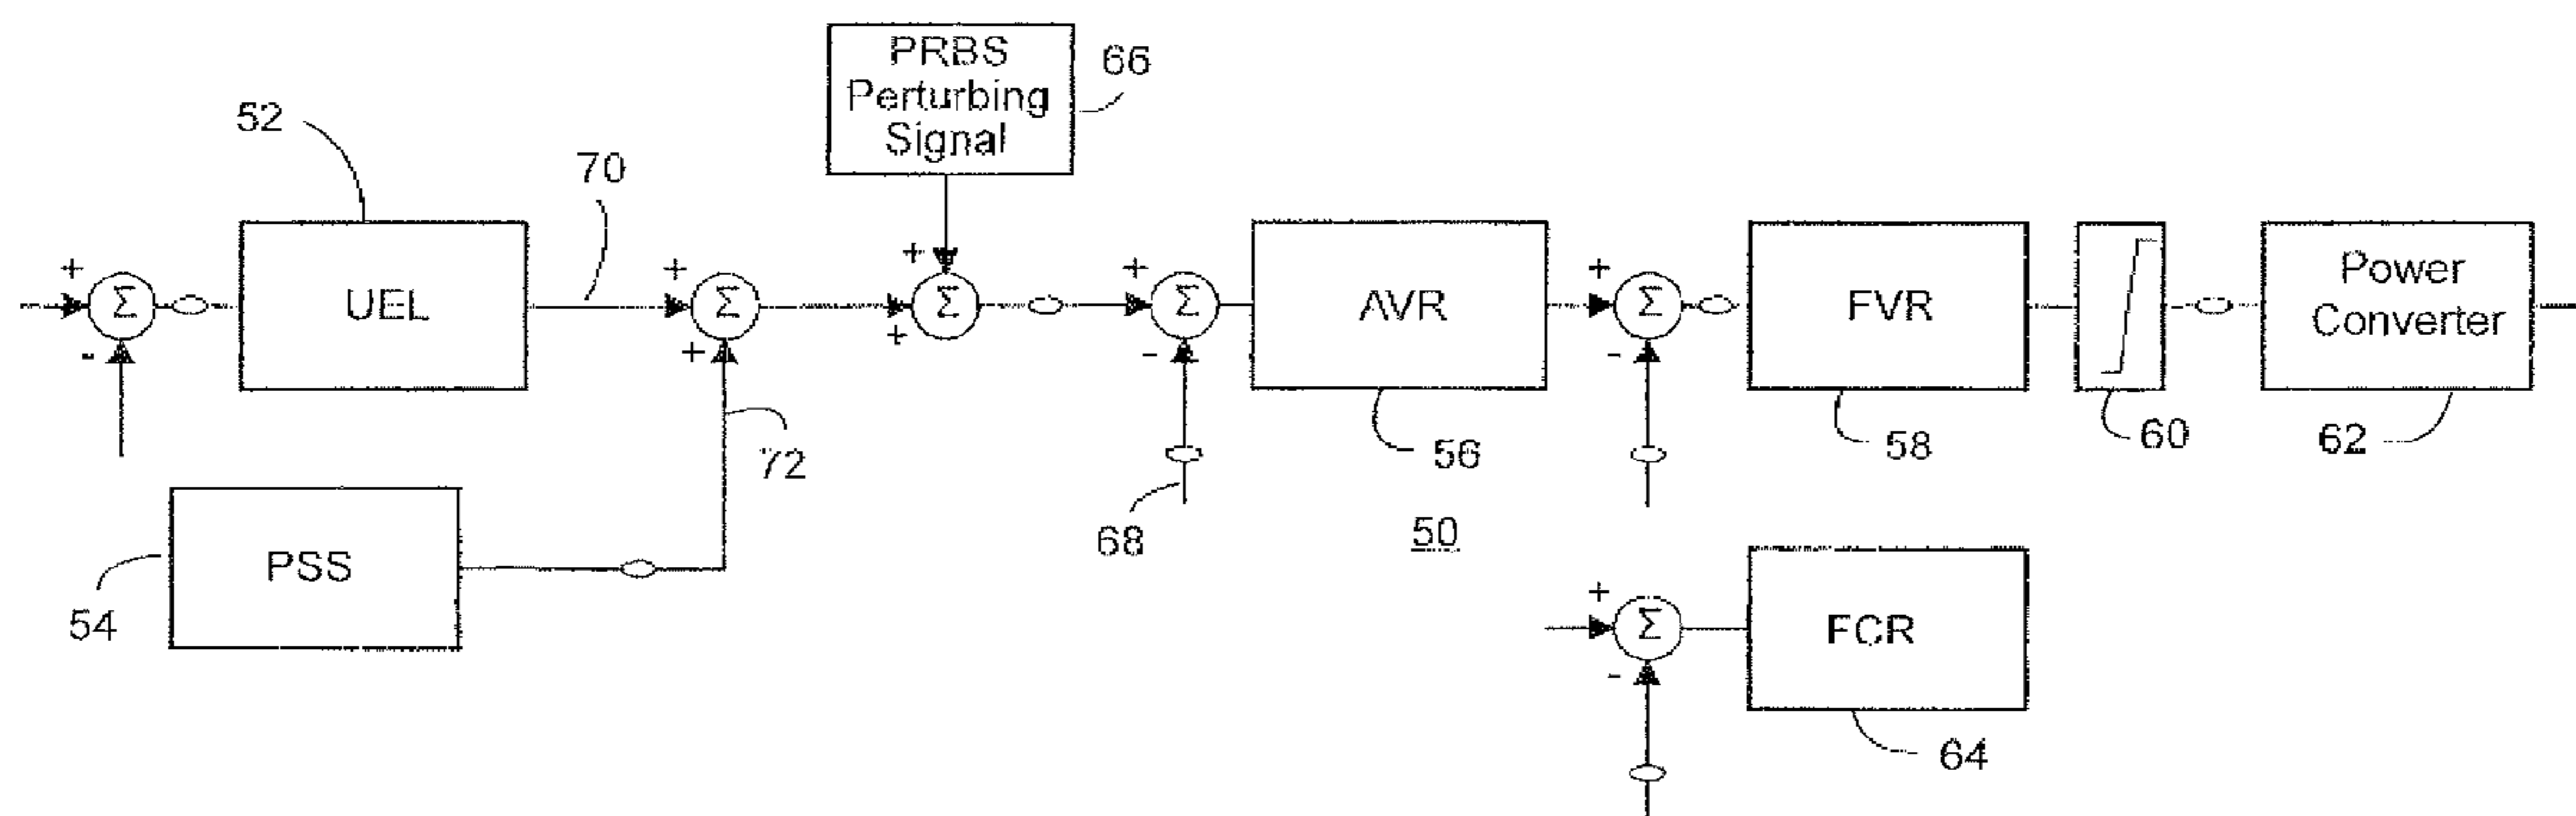 PRBS
Perturbing
Signal
66
52
70
+
Σ
-
UEL
+
Σ
+
+
Σ
+
+
Σ
-
AVR
+
Σ
-
FVR
Power
Converter
72
68
56
58
60
62
50
PSS
54
+
Σ
-
FCR
64